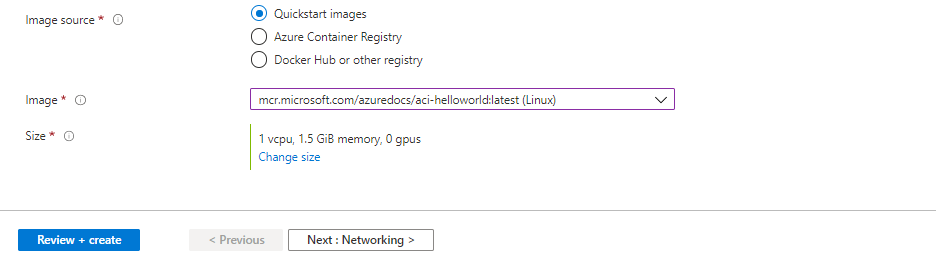 Image source *
Quickstart images
Azure Container Registry
Docker Hub or other registry
Image *
mcr.microsoft.com/azuredocs/aci-helloworld:latest (Linux)
Size *
1 vcpu, 1.5 GiB memory, 0 gpus
Change size
Review + create
< Previous
Next : Networking >